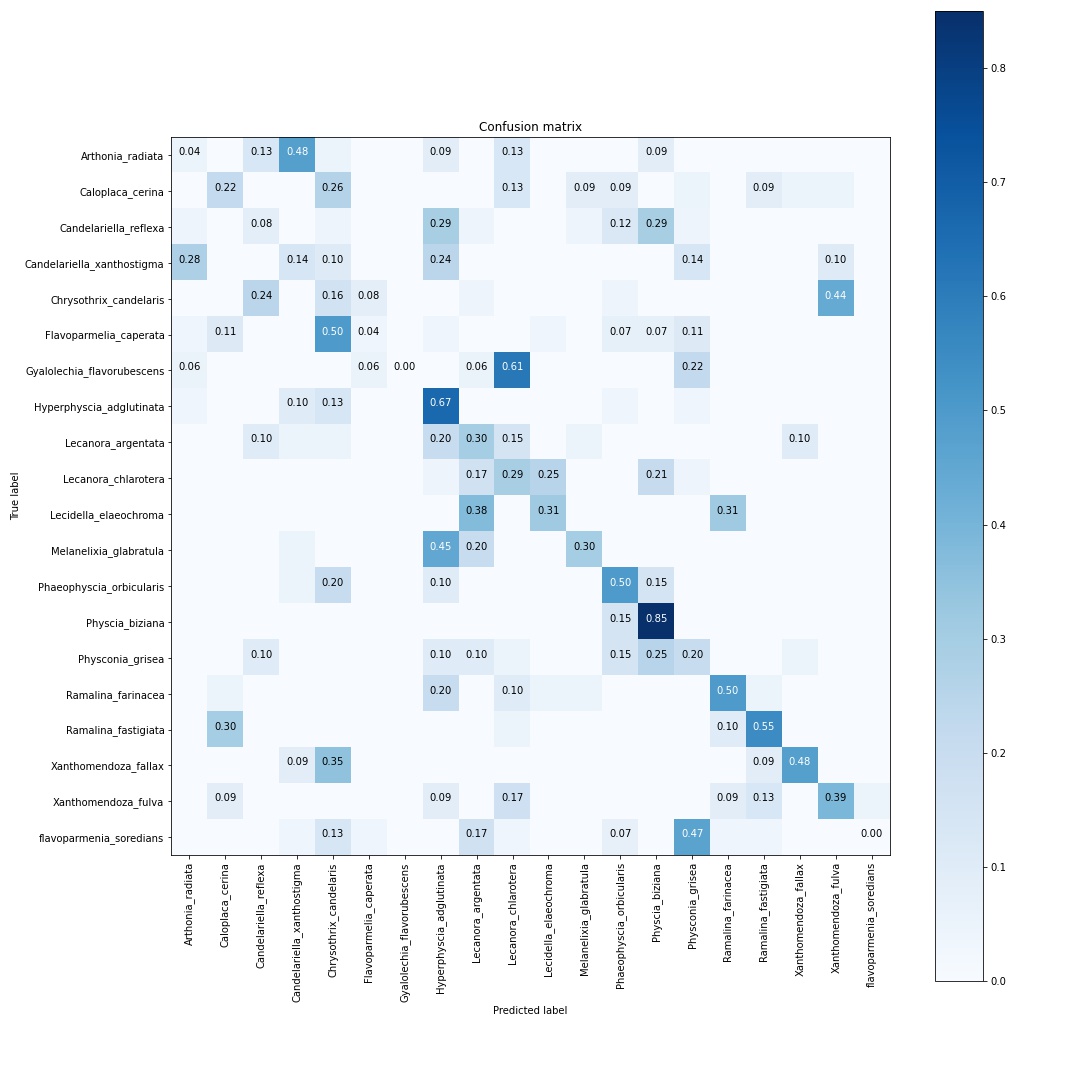 Confusion matrix
Arthonia_radiata 0.04 0.13 0.48 0.09 0.13 0.09
Caloplaca_cerina 0.22 0.26 0.13 0.09 0.09 0.09
Candelariella_reflexa 0.08 0.29 0.12 0.29
Candelariella_xanthostigma 0.28 0.14 0.10 0.24 0.14 0.10
Chrysothrix_candelaris 0.24 0.16 0.08 0.44
Flavoparmelia_caperata 0.11 0.50 0.04 0.07 0.07 0.11
Gyalolechia_flavorubescens 0.06 0.06 0.00 0.06 0.61 0.22
Hyperphyscia_adglutinata 0.10 0.13 0.67
Lecanora_argentata 0.10 0.20 0.30 0.15 0.10
Lecanora_chlarotera 0.17 0.29 0.25 0.21
Lecidella_elaeochroma 0.38 0.31 0.31
Melanelixia_glabratula 0.45 0.20 0.30
Phaeophyscia_orbicularis 0.20 0.10 0.50 0.15
Physcia_biziana 0.15 0.85
Physconia_grisea 0.10 0.10 0.10 0.15 0.25 0.20
Ramalina_farinacea 0.20 0.10 0.50
Ramalina_fastigiata 0.30 0.10 0.55
Xanthomendoza_fallax 0.09 0.35 0.09 0.48
Xanthomendoza_fulva 0.09 0.09 0.17 0.09 0.13 0.39
flavoparmenia_soredians 0.13 0.17 0.07 0.47 0.00
True label
Arthonia_radiata
Caloplaca_cerina
Candelariella_reflexa
Candelariella_xanthostigma
Chrysothrix_candelaris
Flavoparmelia_caperata
Gyalolechia_flavorubescens
Hyperphyscia_adglutinata
Lecanora_argentata
Lecanora_chlarotera
Lecidella_elaeochroma
Melanelixia_glabratula
Phaeophyscia_orbicularis
Physcia_biziana
Physconia_grisea
Ramalina_farinacea
Ramalina_fastigiata
Xanthomendoza_fallax
Xanthomendoza_fulva
flavoparmenia_soredians
Predicted label
0.8
0.7
0.6
0.5
0.4
0.3
0.2
0.1
0.0